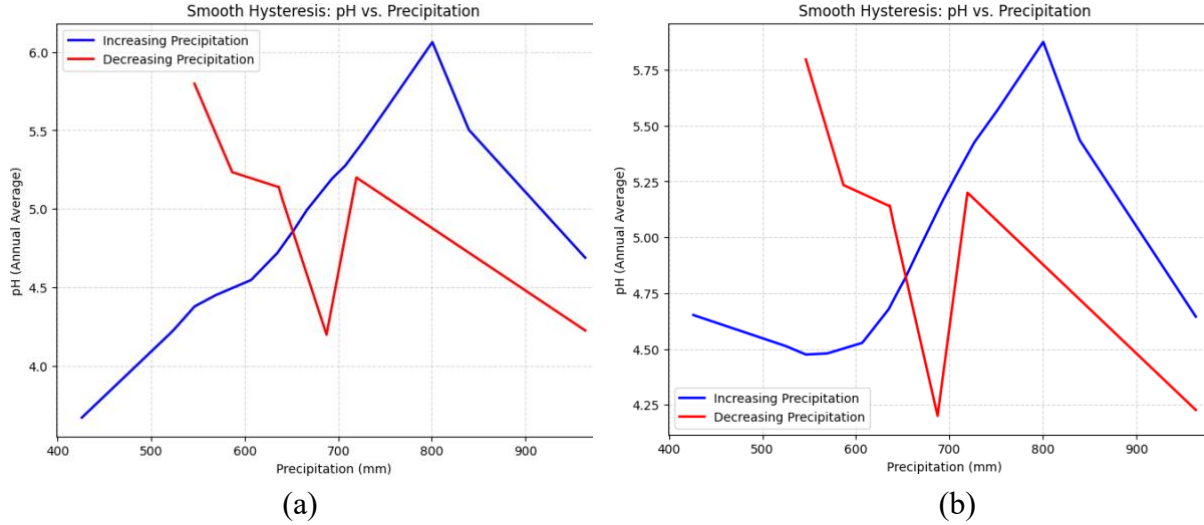 Smooth Hysteresis: pH vs. Precipitation
Increasing Precipitation
Decreasing Precipitation
6.0
5.5
5.0
4.5
4.0
pH (Annual Average)
400 500 600 700 800 900
Precipitation (mm)
(a)
Smooth Hysteresis: pH vs. Precipitation
5.75
5.50
5.25
5.00
4.75
4.50
4.25
pH (Annual Average)
Increasing Precipitation
Decreasing Precipitation
400 500 600 700 800 900
Precipitation (mm)
(b)